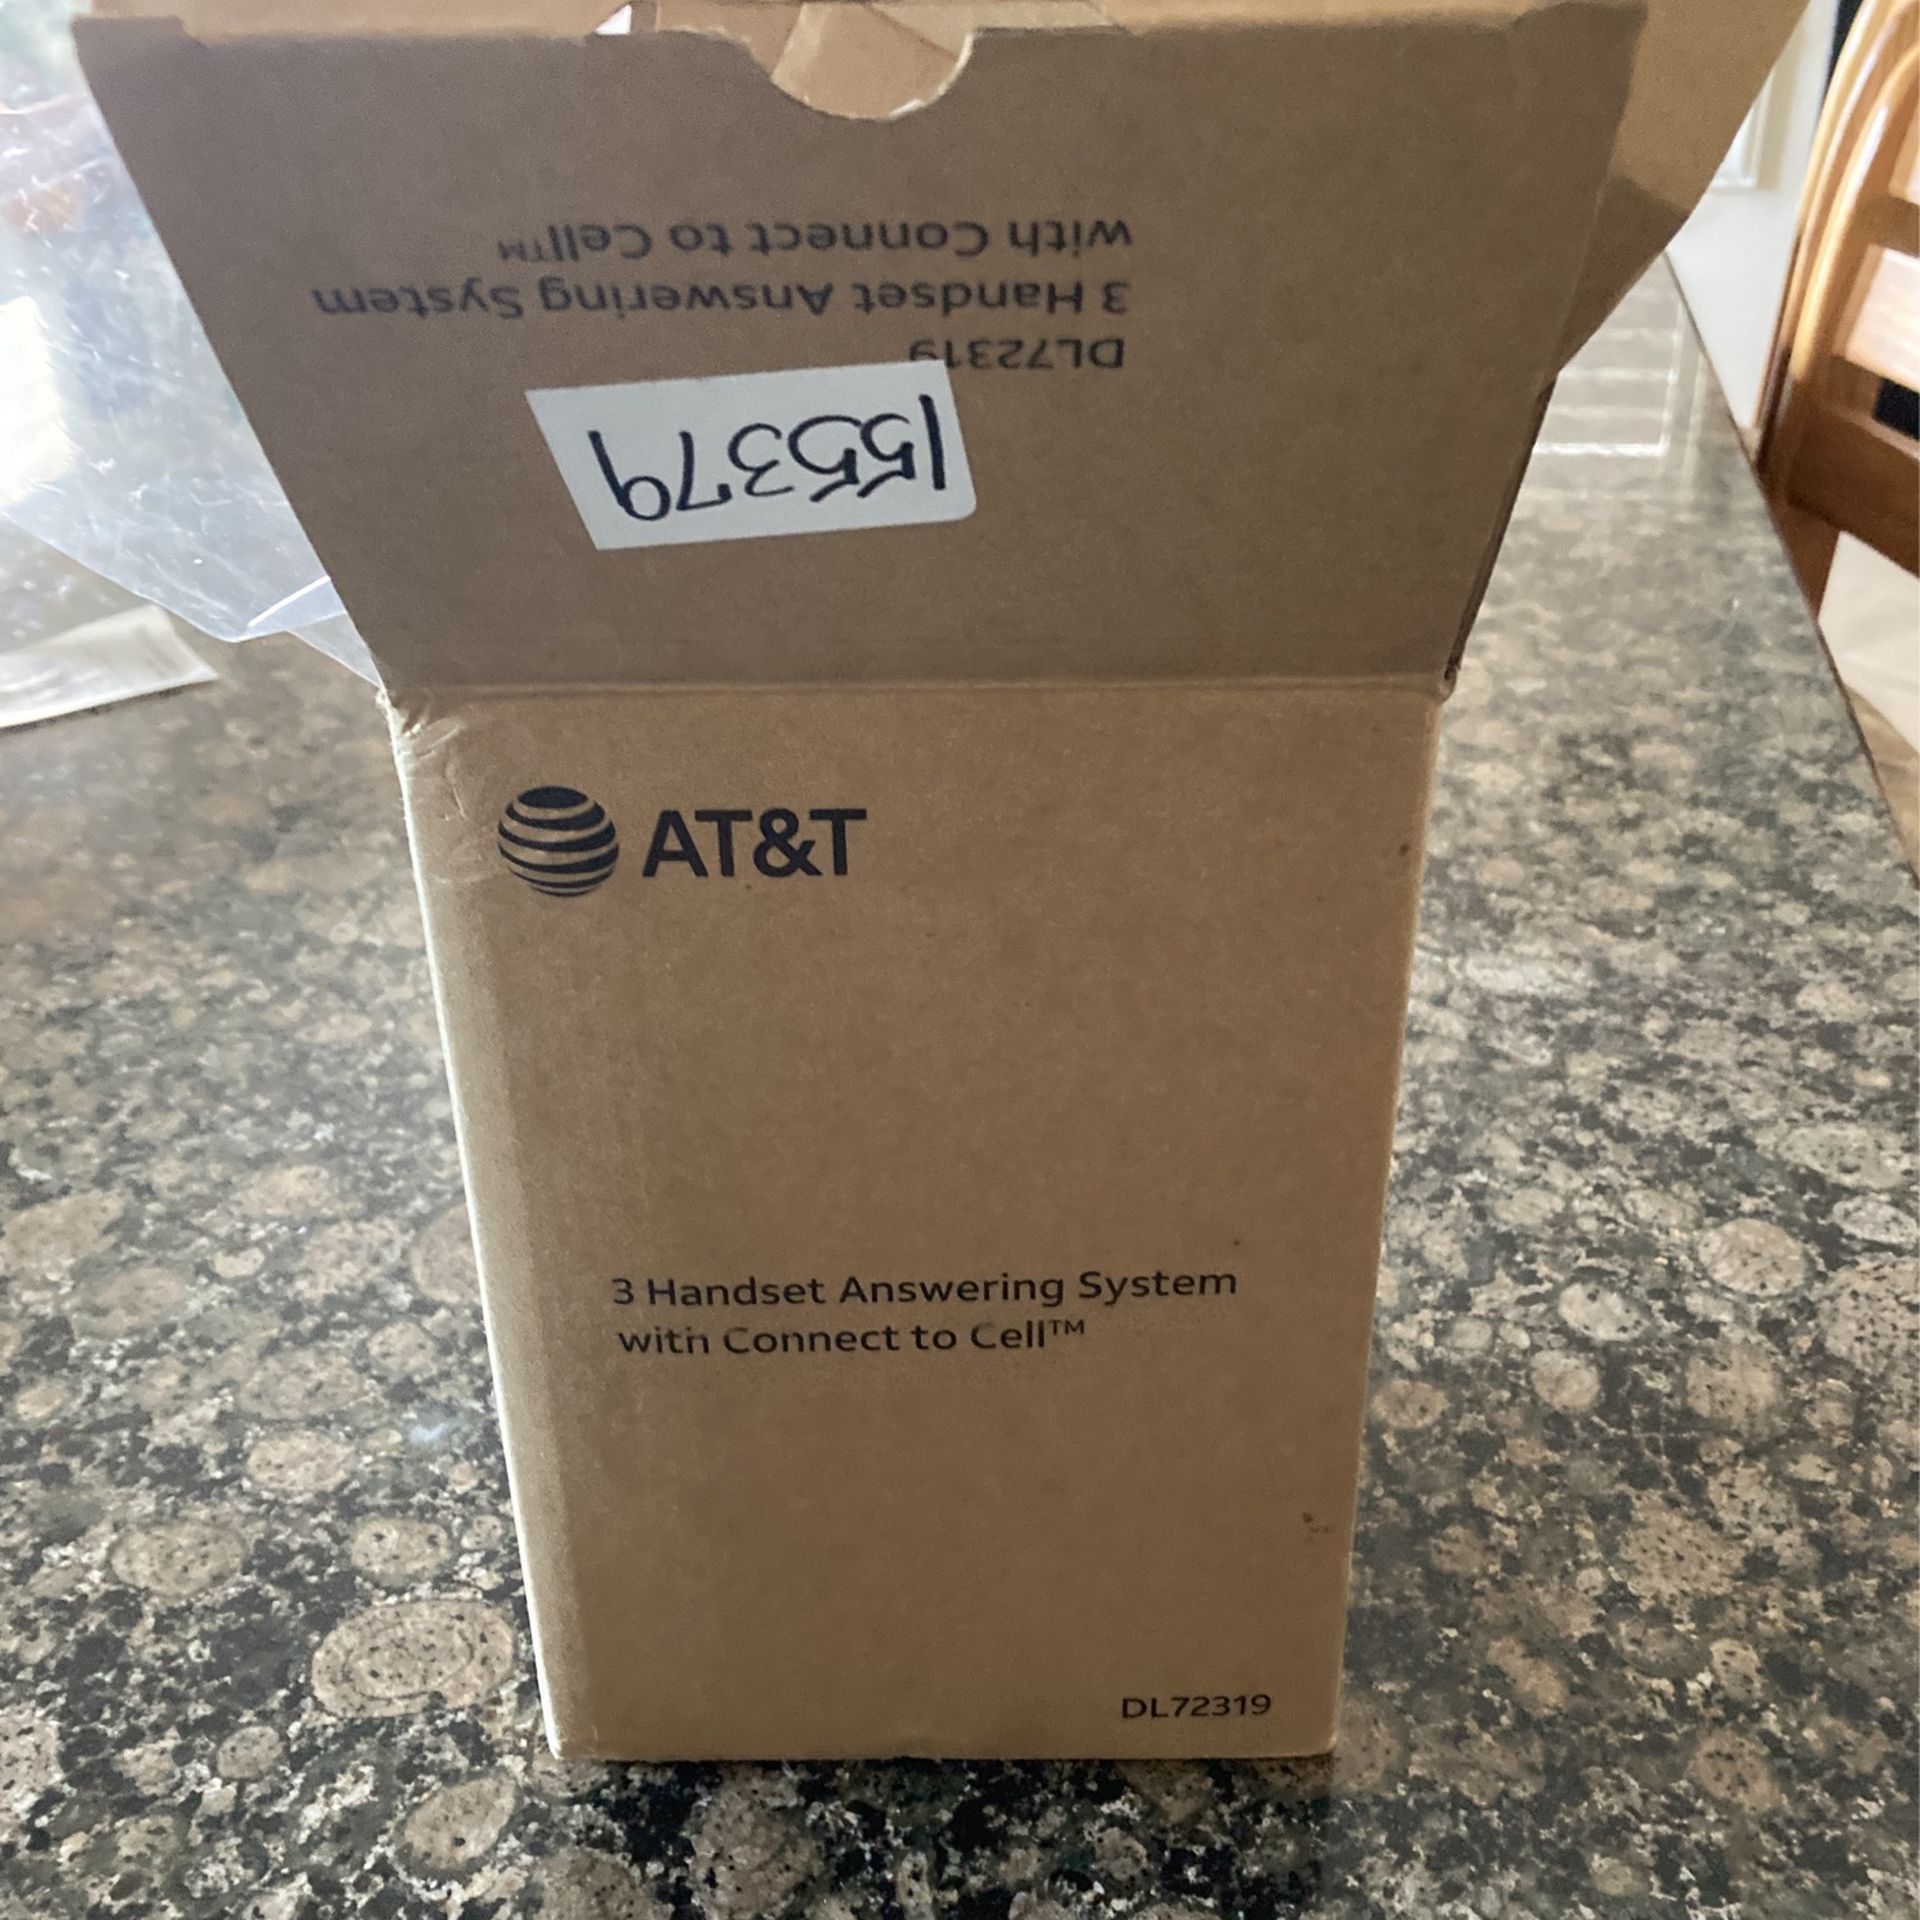 with Connect to Cell™
3 Handset Answering System
DL72319
155379
AT&T
3 Handset Answering System
with Connect to Cell™
DL72319